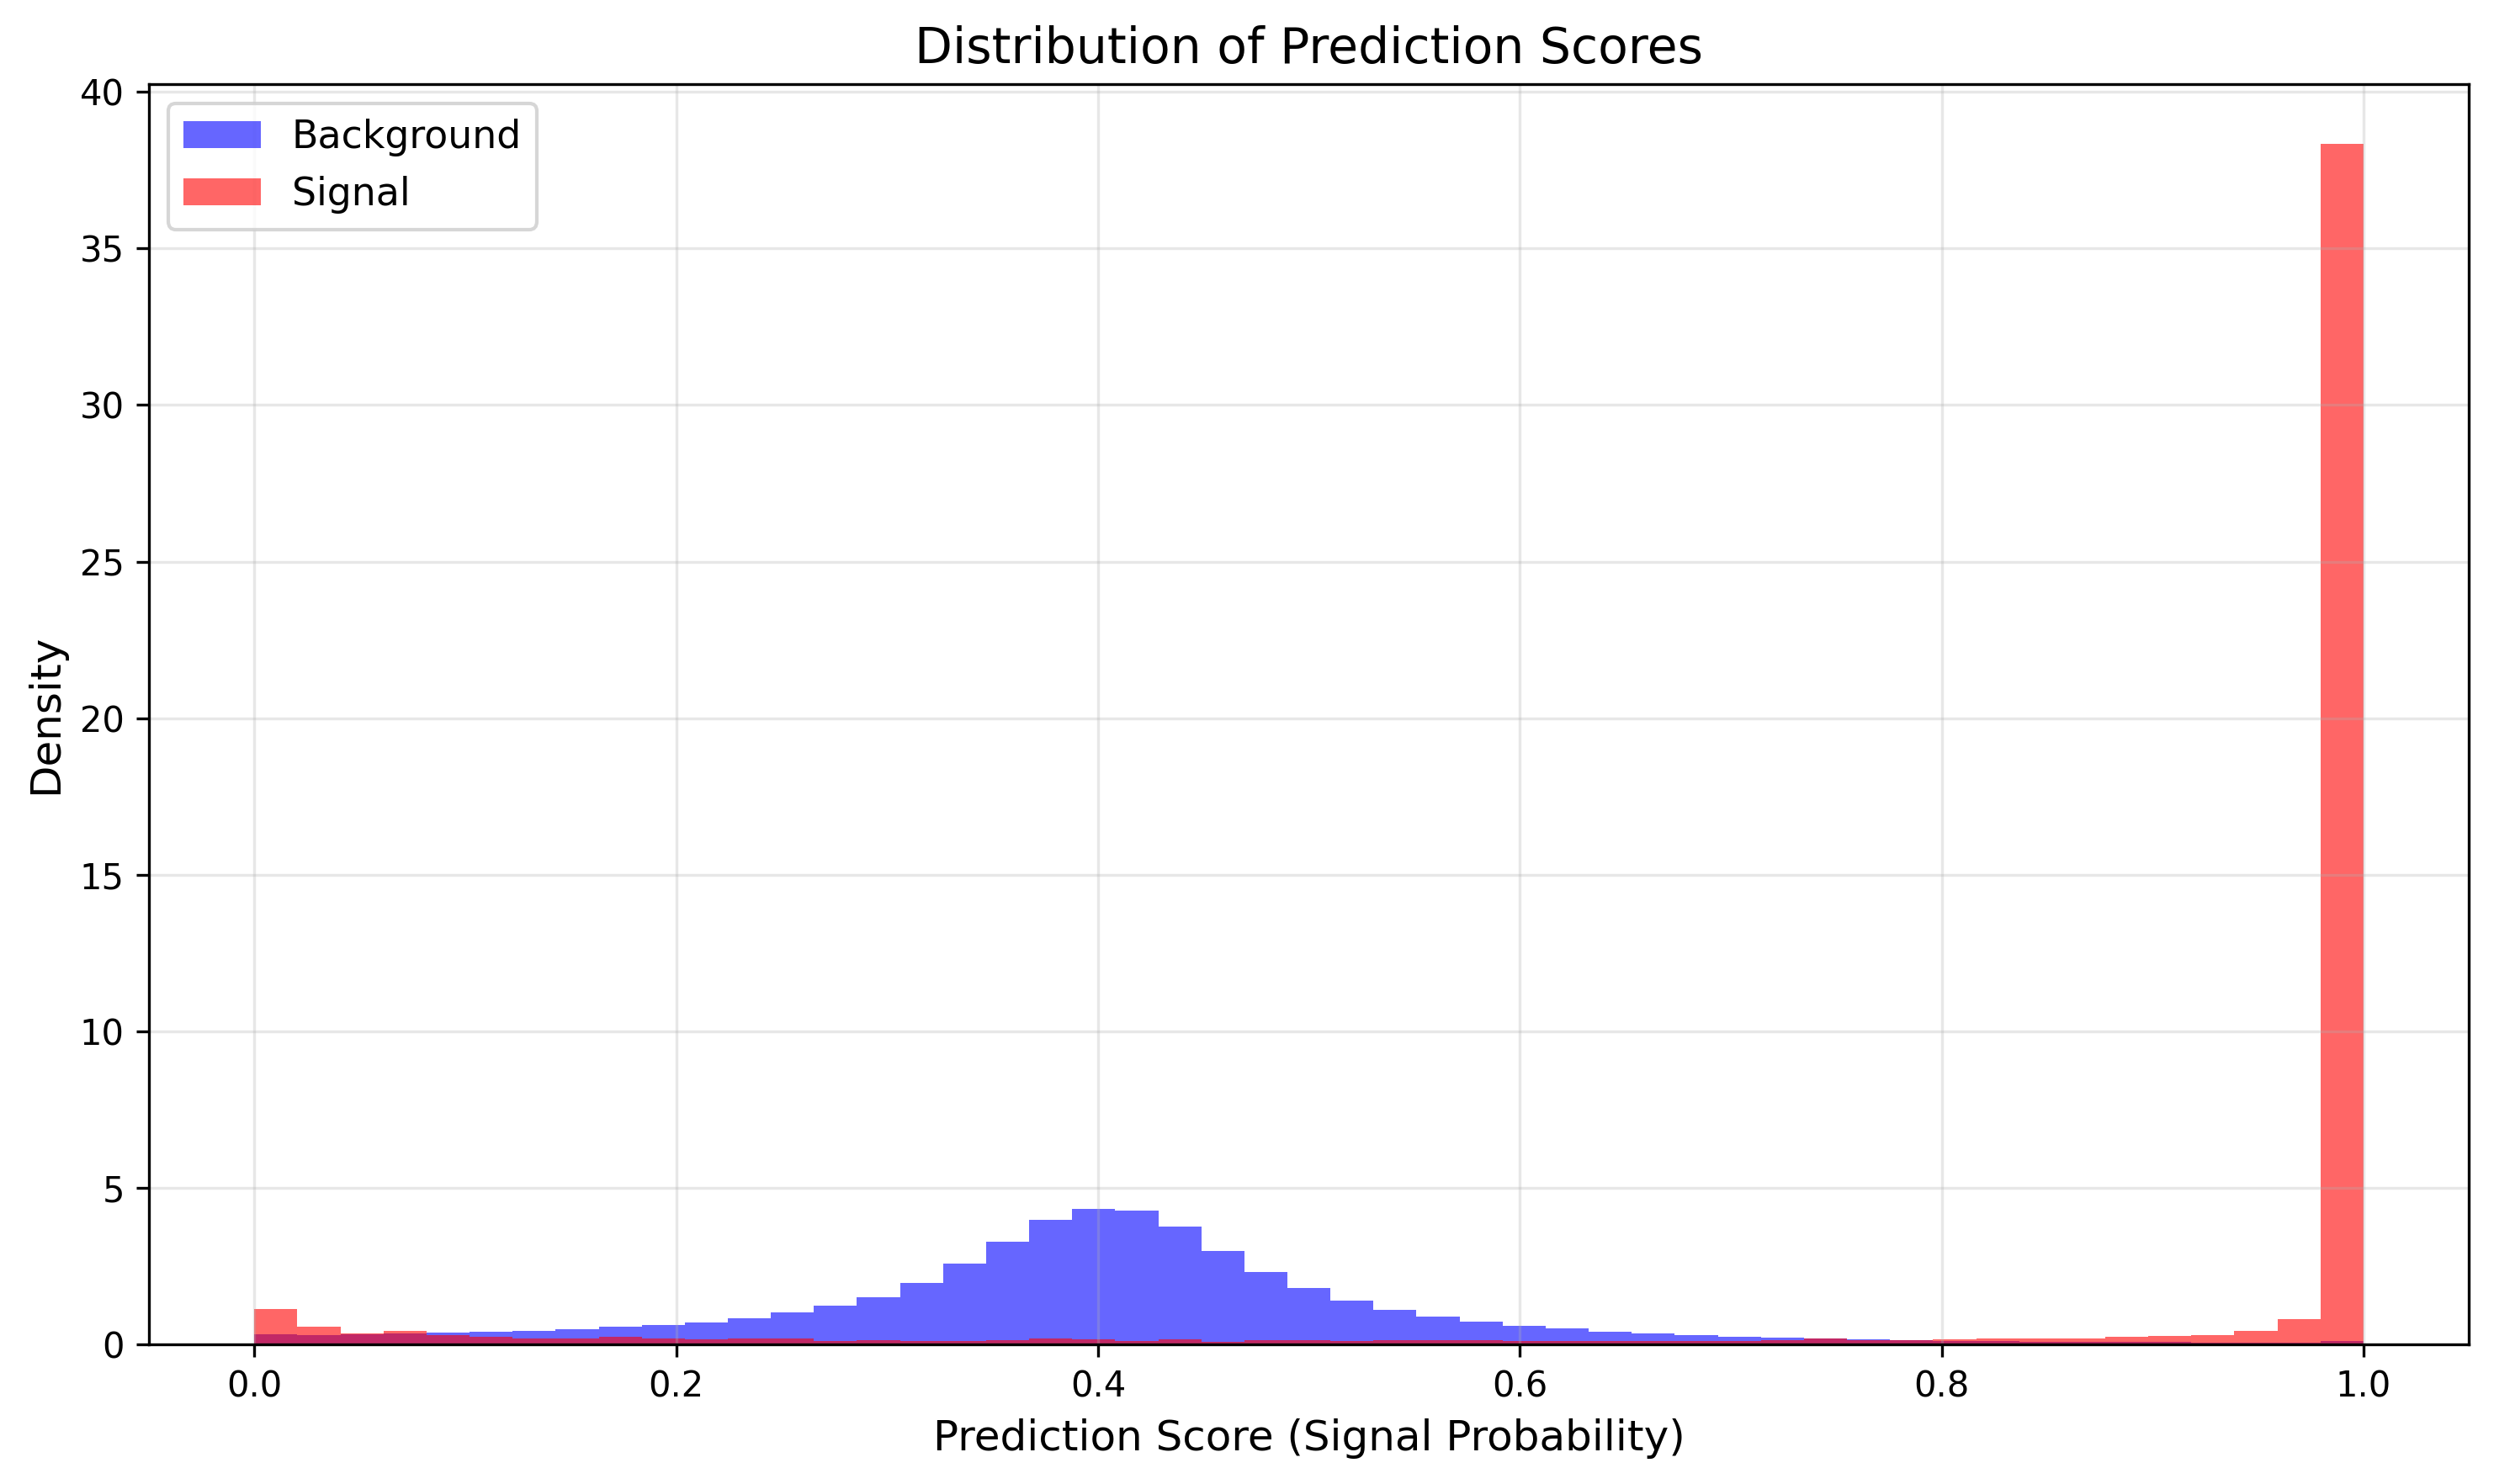 Distribution of Prediction Scores
Background
Signal
40
35
30
25
20
15
10
5
0
Density
0.0 0.2 0.4 0.6 0.8 1.0
Prediction Score (Signal Probability)